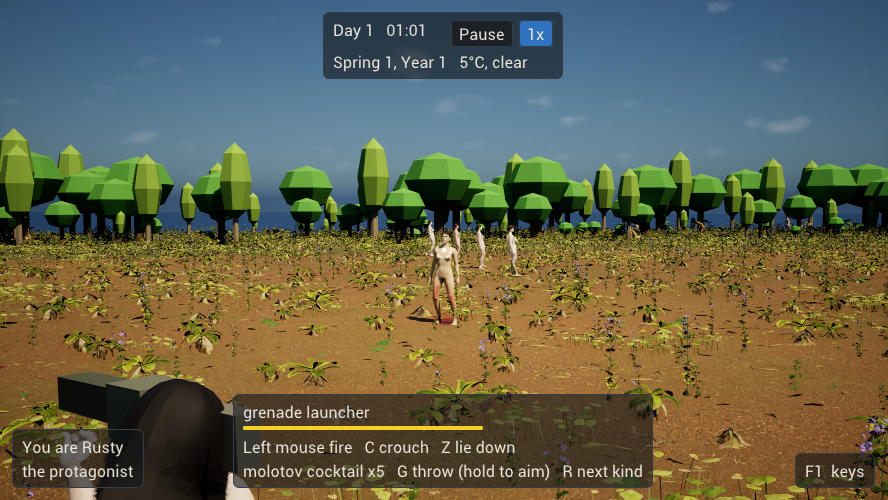 Day 1 01:01 Pause 1x
Spring 1, Year 1 5°C, clear
grenade launcher
Left mouse fire C crouch Z lie down
molotov cocktail x5 G throw (hold to aim) R next kind
You are Rusty
the protagonist
F1 keys